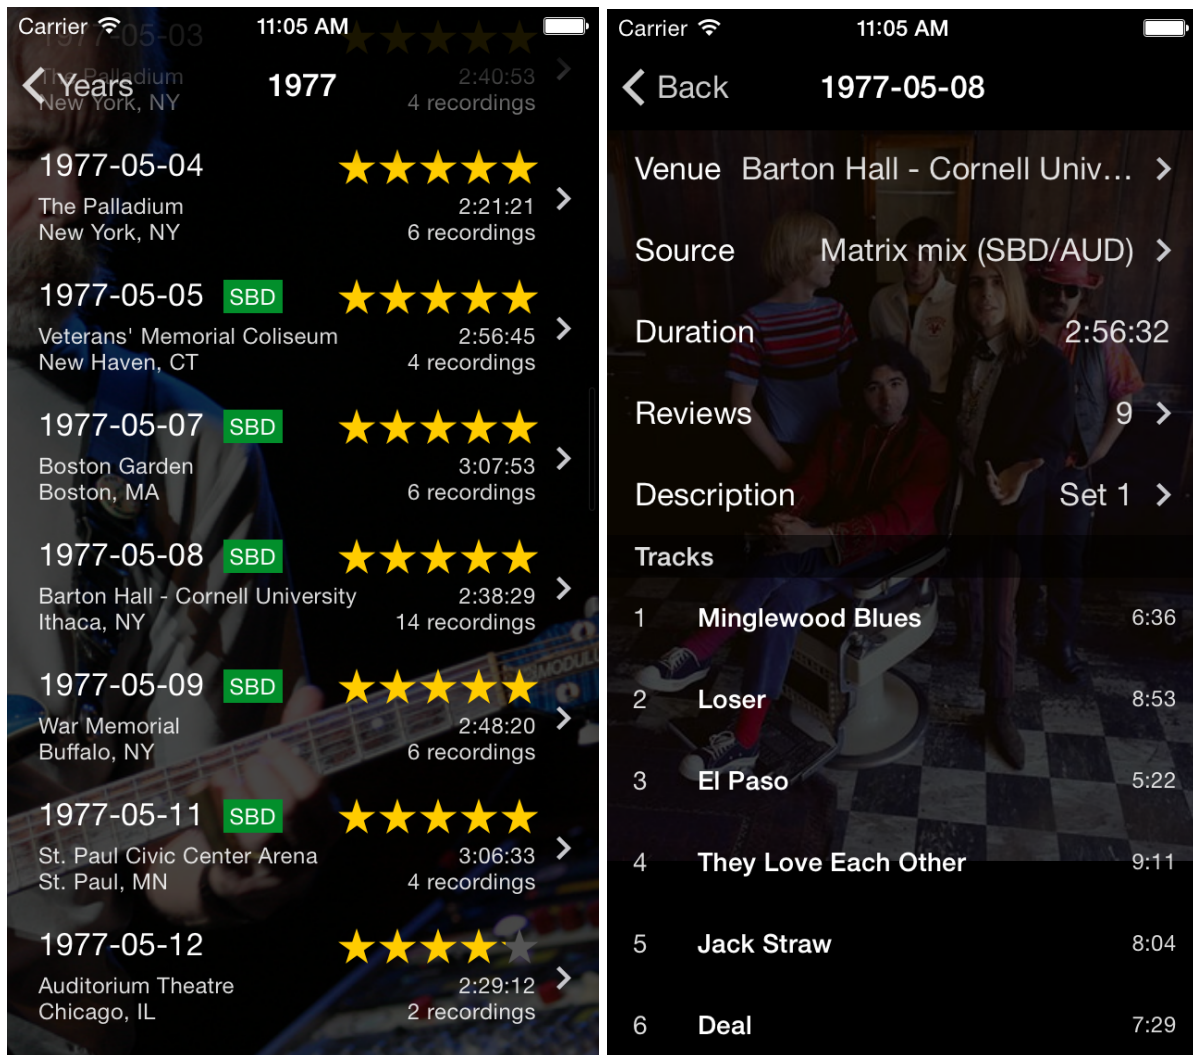 Carrier 11:05 AM
1977-05-03
The Palladium 2:40:53
Years 1977
New York, NY 4 recordings
1977-05-04
The Palladium 2:21:21
New York, NY 6 recordings
1977-05-05 SBD
Veterans' Memorial Coliseum 2:56:45
New Haven, CT 4 recordings
1977-05-07 SBD
Boston Garden 3:07:53
Boston, MA 6 recordings
1977-05-08 SBD
Barton Hall - Cornell University 2:38:29
Ithaca, NY 14 recordings
1977-05-09 SBD
War Memorial 2:48:20
Buffalo, NY 6 recordings
1977-05-11 SBD
St. Paul Civic Center Arena 3:06:33
St. Paul, MN 4 recordings
1977-05-12
Auditorium Theatre 2:29:12
Chicago, IL 2 recordings
Carrier 11:05 AM
Back 1977-05-08
Venue Barton Hall - Cornell Univ...
Source Matrix mix (SBD/AUD)
Duration 2:56:32
Reviews 9
Description Set 1
Tracks
1 Minglewood Blues 6:36
2 Loser 8:53
3 El Paso 5:22
4 They Love Each Other 9:11
5 Jack Straw 8:04
6 Deal 7:29